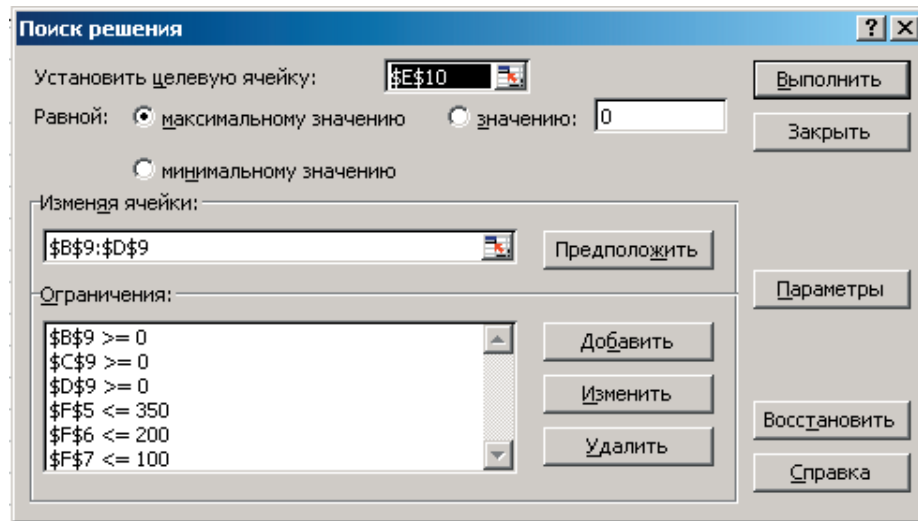 Поиск решения
Установить целевую ячейку: $E$10
Равной: максимальному значению значению: 0
минимальному значению
Изменяя ячейки:
$B$9:$D$9
Предположить
Ограничения:
$B$9 >= 0
$C$9 >= 0
$D$9 >= 0
$F$5 <= 350
$F$6 <= 200
$F$7 <= 100
Добавить
Изменить
Удалить
Выполнить
Закрыть
Параметры
Восстановить
Справка